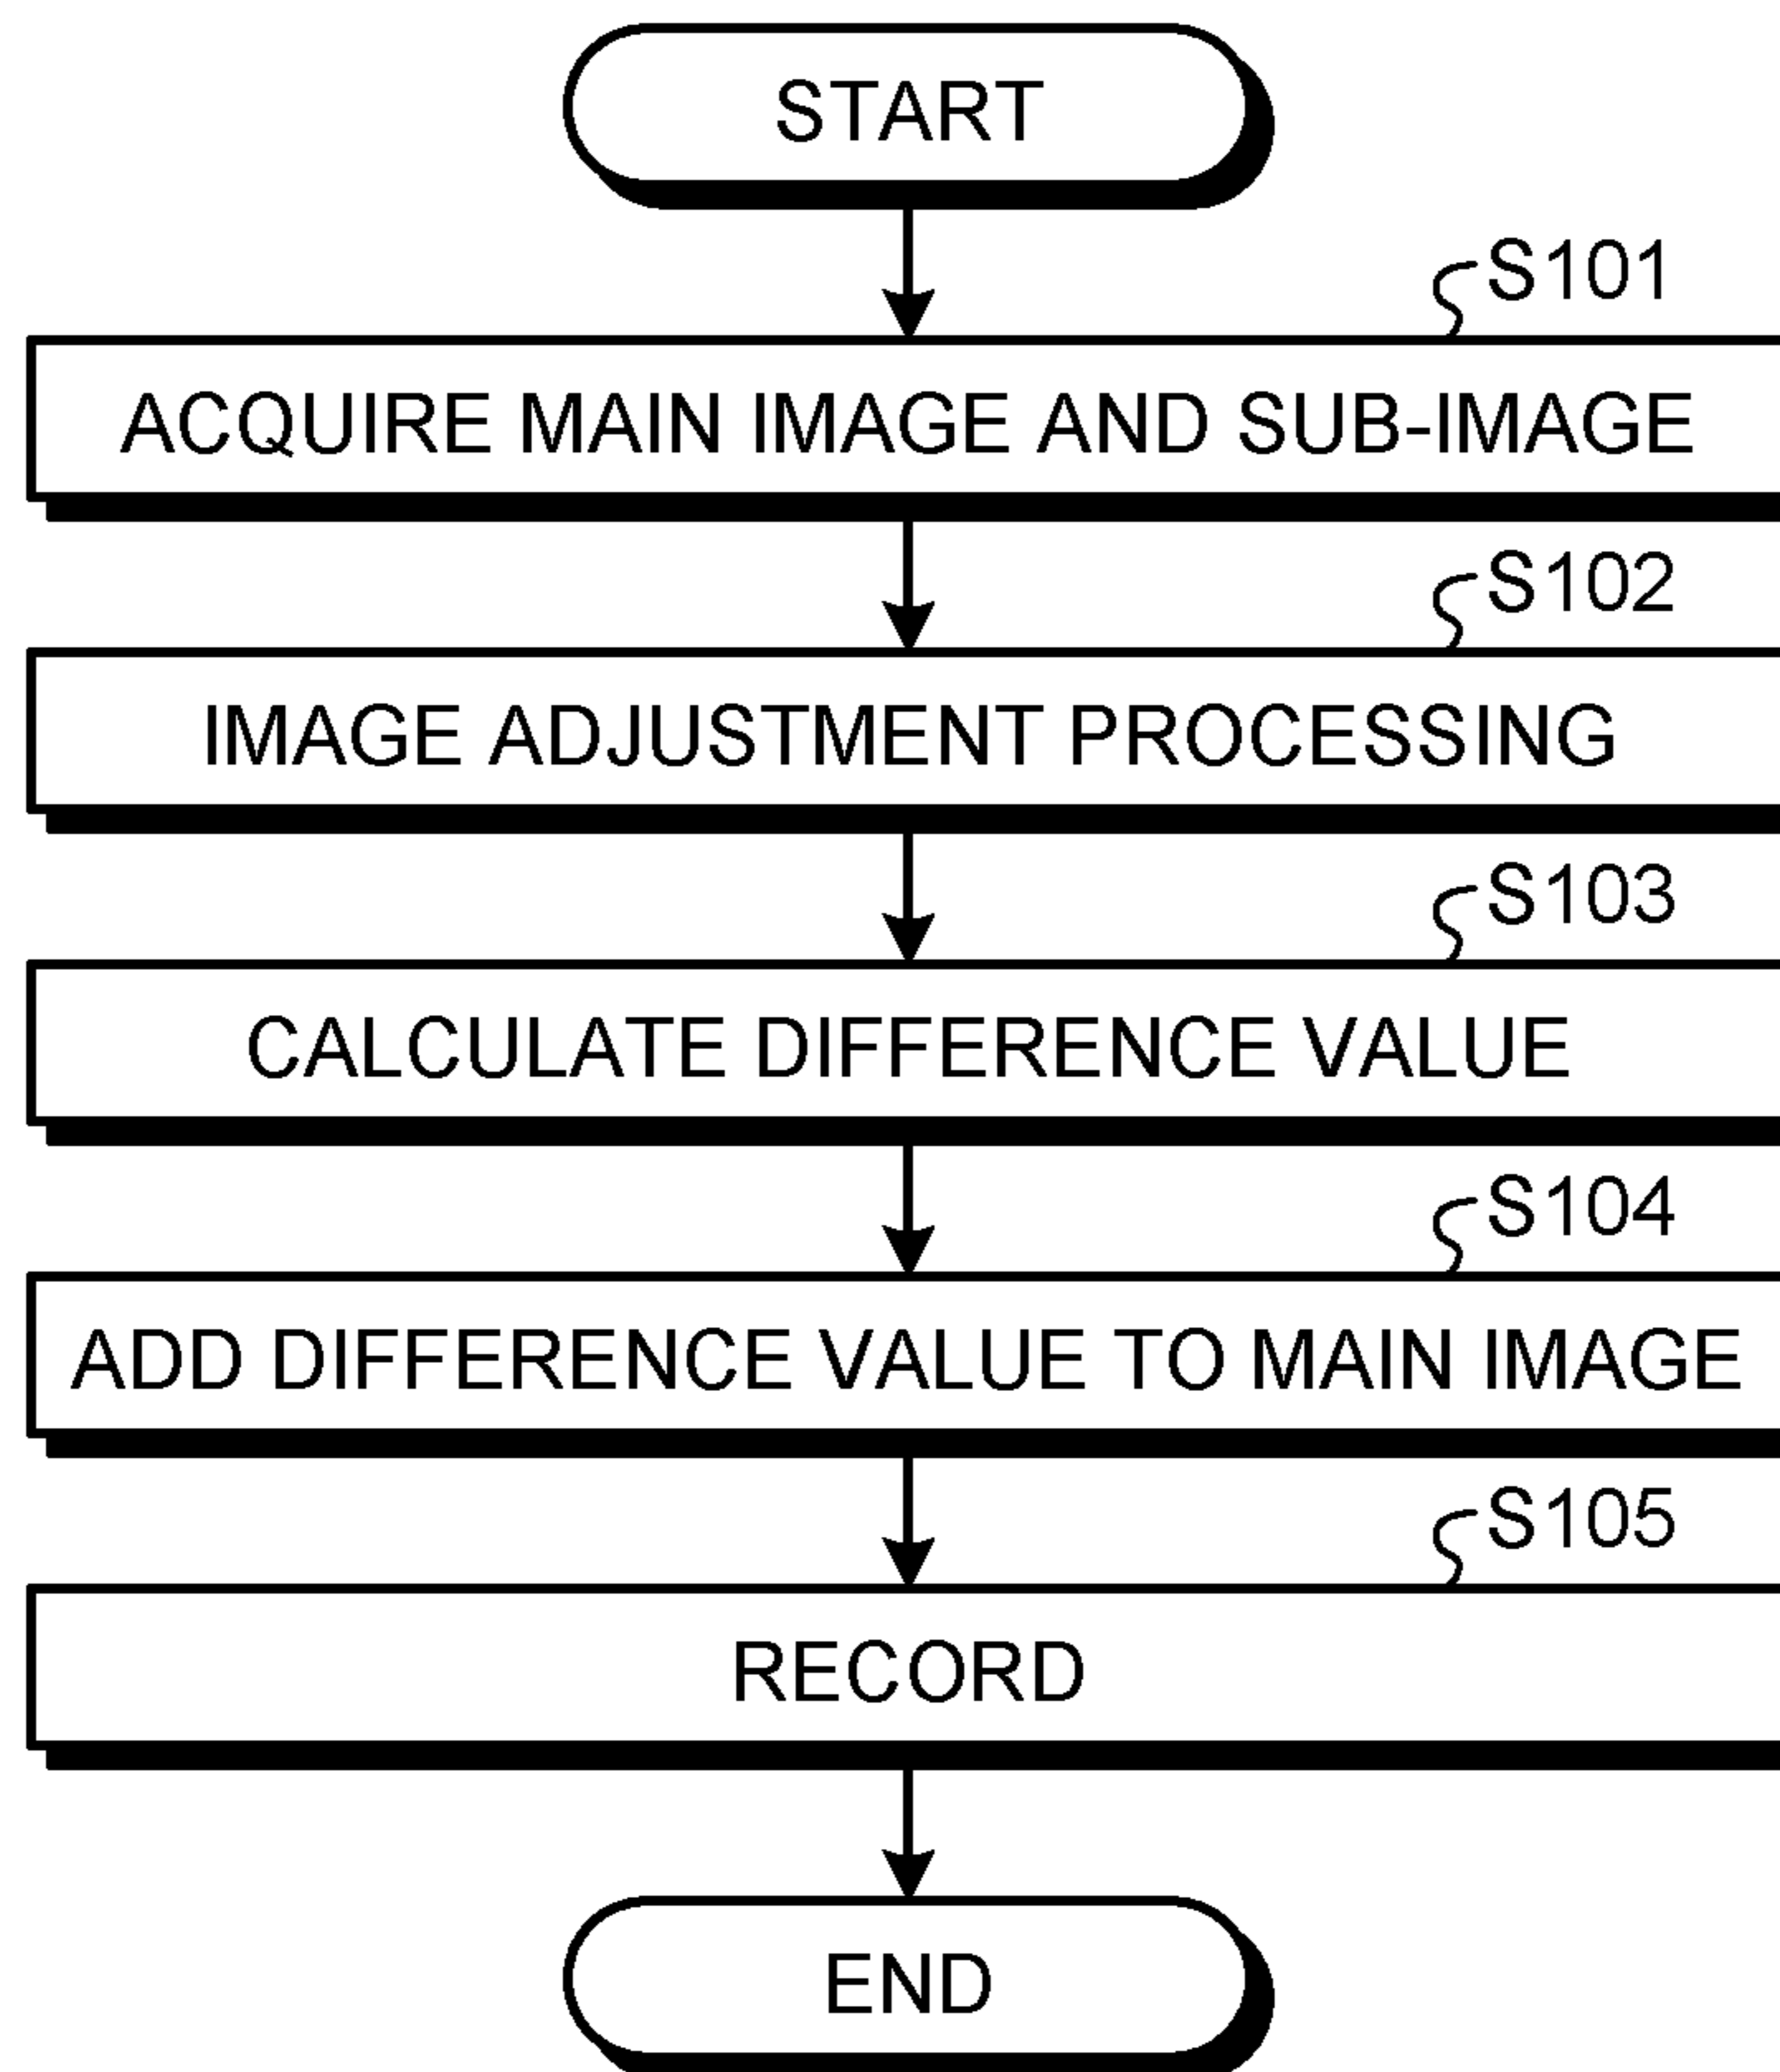 START
S101
ACQUIRE MAIN IMAGE AND SUB-IMAGE
S102
IMAGE ADJUSTMENT PROCESSING
S103
CALCULATE DIFFERENCE VALUE
S104
ADD DIFFERENCE VALUE TO MAIN IMAGE
S105
RECORD
END